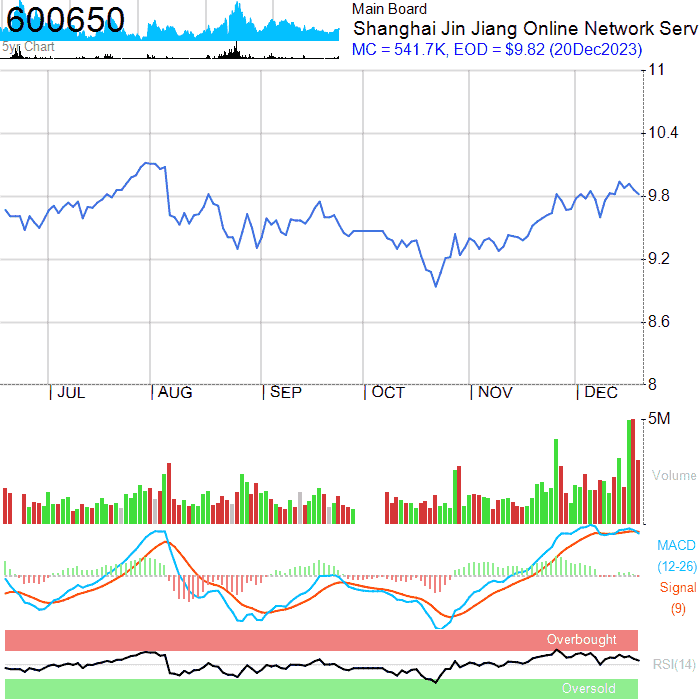 600650
5yr Chart
Main Board
Shanghai Jin Jiang Online Network Serv
MC = 541.7K, EOD = $9.82 (20Dec2023)
11
10.4
9.8
9.2
8.6
8
JUL AUG SEP OCT NOV DEC
5M
Volume
MACD
(12-26)
Signal
(9)
Overbought
RSI(14)
Oversold